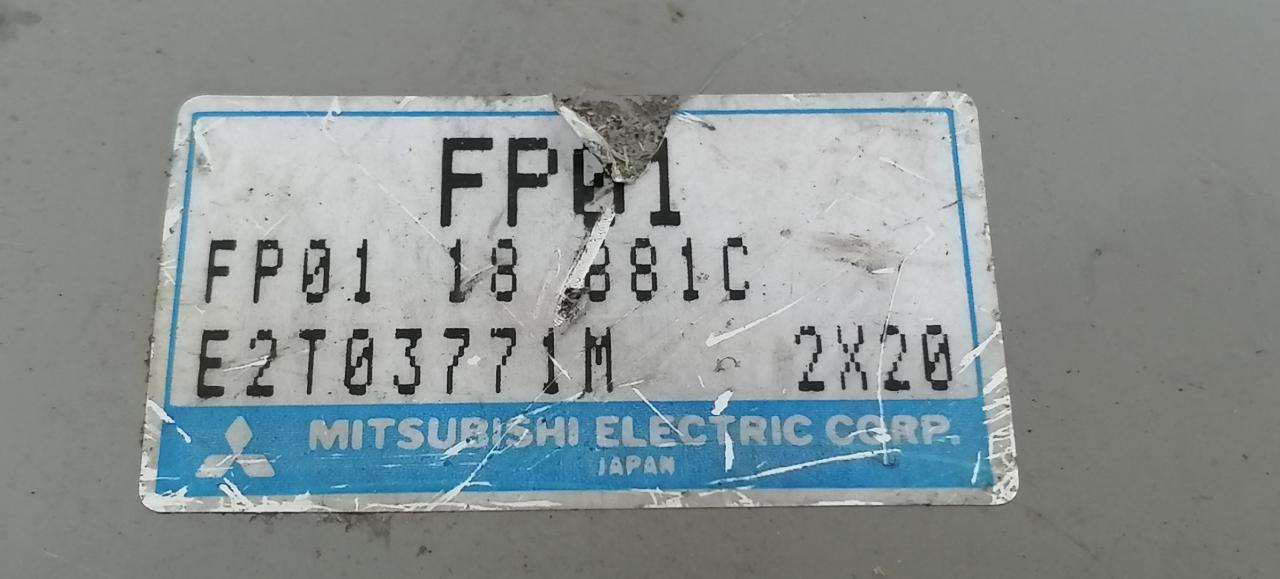 FP01
FP01 18 881C
E2T03771M 2X20
MITSUBISHI ELECTRIC CORP.
JAPAN